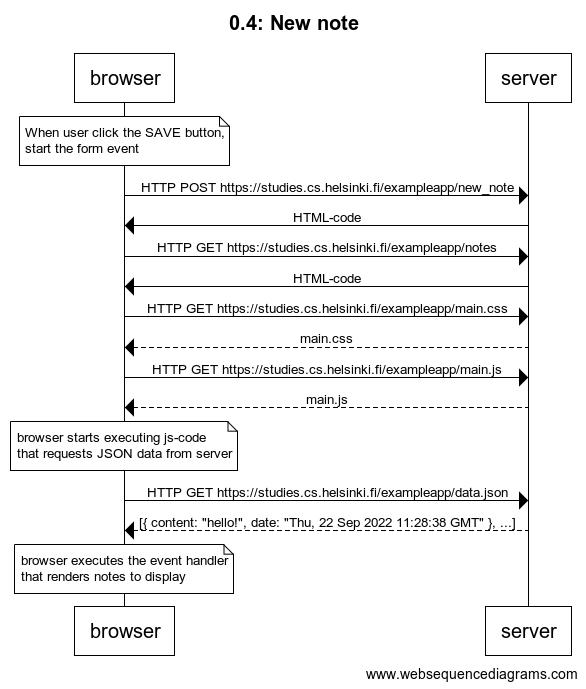 0.4: New note
browser
server
When user click the SAVE button,
start the form event
HTTP POST https://studies.cs.helsinki.fi/exampleapp/new_note
HTML-code
HTTP GET https://studies.cs.helsinki.fi/exampleapp/notes
HTML-code
HTTP GET https://studies.cs.helsinki.fi/exampleapp/main.css
main.css
HTTP GET https://studies.cs.helsinki.fi/exampleapp/main.js
main.js
browser starts executing js-code
that requests JSON data from server
HTTP GET https://studies.cs.helsinki.fi/exampleapp/data.json
[{ content: "hello!", date: "Thu, 22 Sep 2022 11:28:38 GMT" }, ...]
browser executes the event handler
that renders notes to display
browser
server
www.websequencediagrams.com